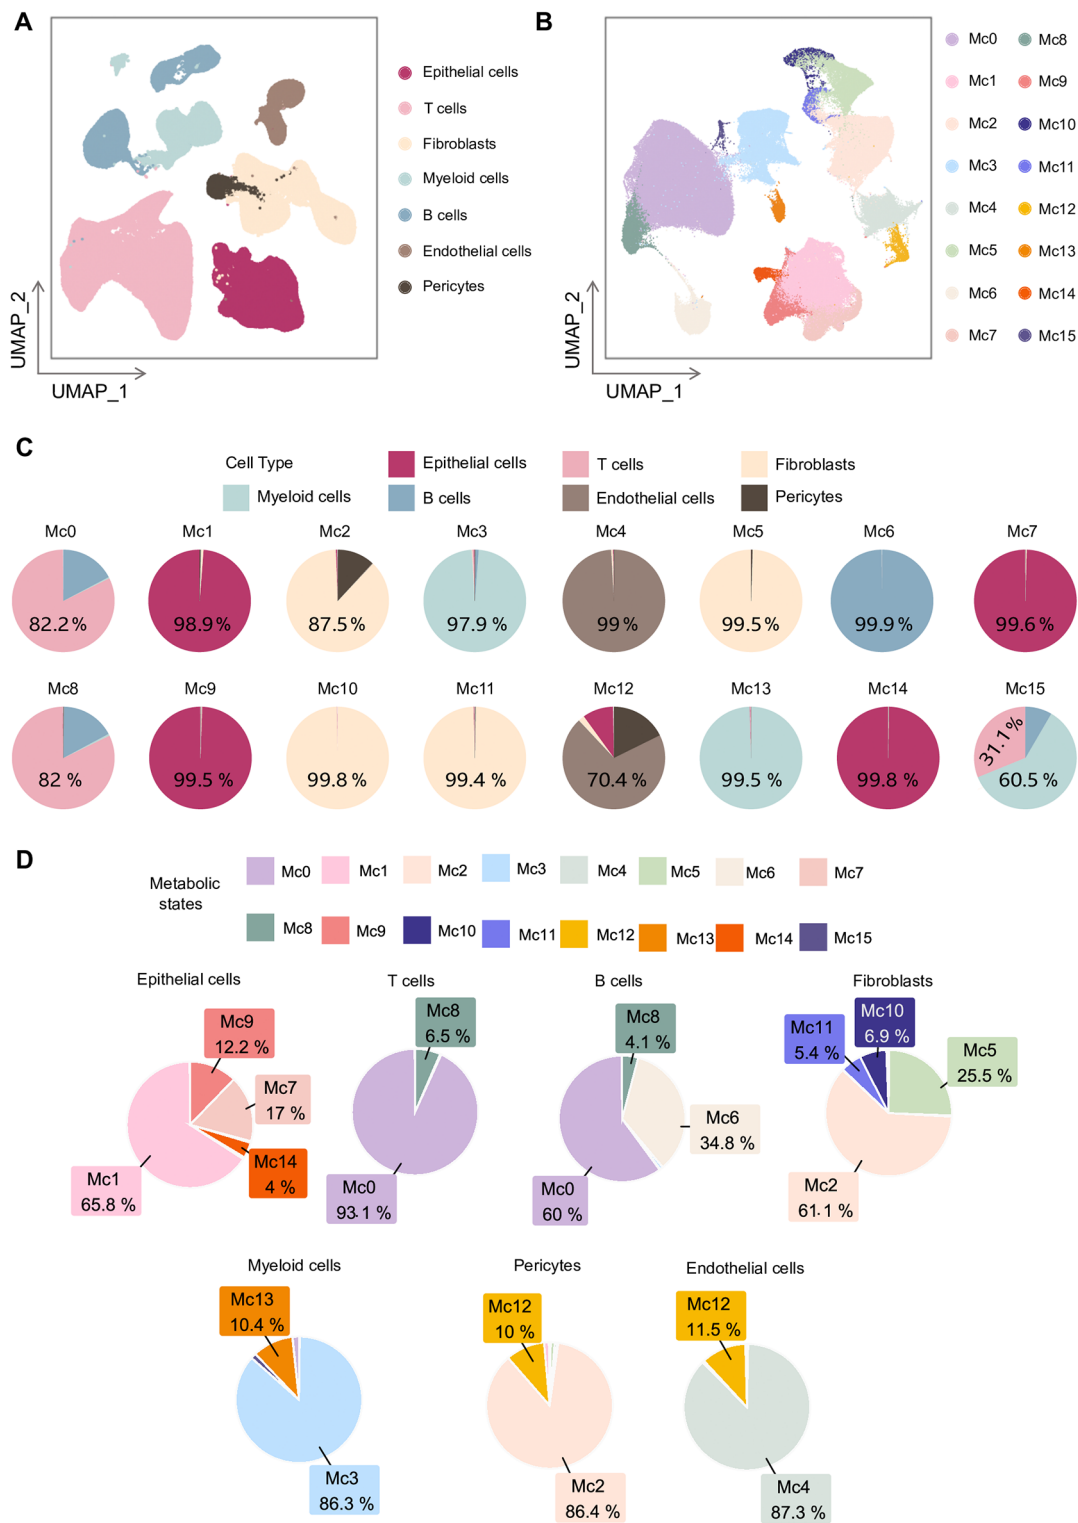 A
Epithelial cells
T cells
Fibroblasts
Myeloid cells
B cells
Endothelial cells
Pericytes
UMAP_2
UMAP_1
B
Mc0
Mc8
Mc1
Mc9
Mc2
Mc10
Mc3
Mc11
Mc4
Mc12
Mc5
Mc13
Mc6
Mc14
Mc7
Mc15
UMAP_2
UMAP_1
C
Cell Type
Epithelial cells
T cells
Fibroblasts
Myeloid cells
B cells
Endothelial cells
Pericytes
Mc0
Mc1
Mc2
Mc3
Mc4
Mc5
Mc6
Mc7
82.2 %
98.9 %
87.5 %
97.9 %
99 %
99.5 %
99.9 %
99.6 %
Mc8
Mc9
Mc10
Mc11
Mc12
Mc13
Mc14
Mc15
82 %
99.5 %
99.8 %
99.4 %
70.4 %
99.5 %
99.8 %
31.1 %
60.5 %
D
Metabolic
states
Mc0
Mc1
Mc2
Mc3
Mc4
Mc5
Mc6
Mc7
Mc8
Mc9
Mc10
Mc11
Mc12
Mc13
Mc14
Mc15
Epithelial cells
Mc9
12.2 %
Mc7
17 %
Mc14
4 %
Mc1
65.8 %
T cells
Mc8
6.5 %
Mc0
93.1 %
B cells
Mc8
4.1 %
Mc6
34.8 %
Mc0
60 %
Fibroblasts
Mc11
5.4 %
Mc10
6.9 %
Mc5
25.5 %
Mc2
61.1 %
Myeloid cells
Mc13
10.4 %
Mc3
86.3 %
Pericytes
Mc12
10 %
Mc2
86.4 %
Endothelial cells
Mc12
11.5 %
Mc4
87.3 %